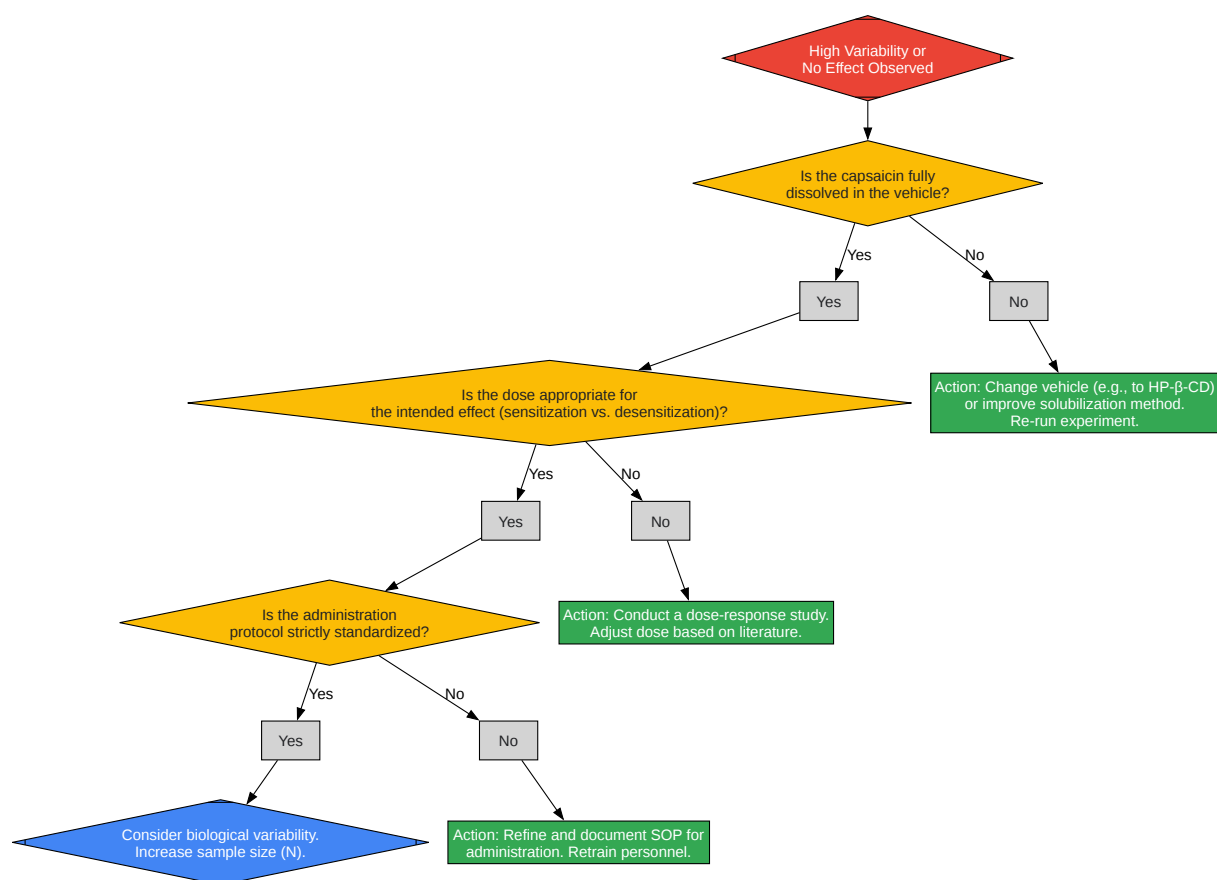 High Variability or
No Effect Observed
Is the capsaicin fully
dissolved in the vehicle?
Yes
No
Yes
No
Is the dose appropriate for
the intended effect (sensitization vs. desensitization)?
Action: Change vehicle (e.g., to HP-β-CD)
or improve solubilization method.
Re-run experiment.
Yes
No
Yes
No
Is the administration
protocol strictly standardized?
Action: Conduct a dose-response study.
Adjust dose based on literature.
Yes
No
Yes
No
Consider biological variability.
Increase sample size (N).
Action: Refine and document SOP for
administration. Retrain personnel.